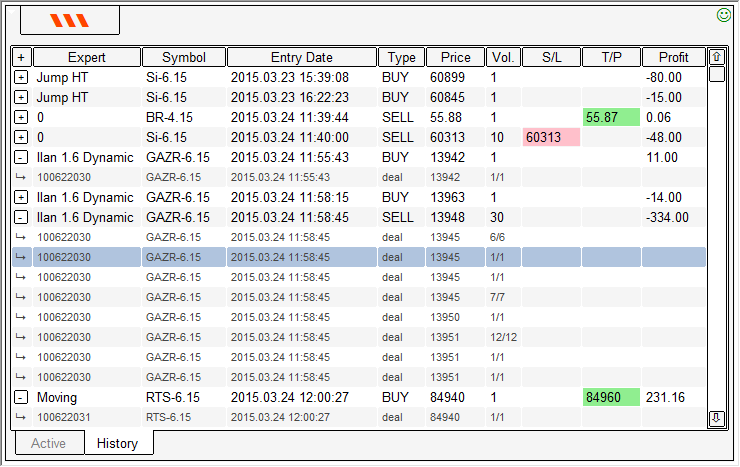 + Expert Symbol Entry Date Type Price Vol. S/L T/P Profit
+ Jump HT Si-6.15 2015.03.23 15:39:08 BUY 60899 1 -80.00
+ Jump HT Si-6.15 2015.03.23 16:22:23 BUY 60845 1 -15.00
+ 0 BR-4.15 2015.03.24 11:39:44 SELL 55.88 1 55.87 0.06
+ 0 Si-6.15 2015.03.24 11:40:00 SELL 60313 10 60313 -48.00
- Ilan 1.6 Dynamic GAZR-6.15 2015.03.24 11:55:43 BUY 13942 1 11.00
↳ 100622030 GAZR-6.15 2015.03.24 11:55:43 deal 13942 1/1
+ Ilan 1.6 Dynamic GAZR-6.15 2015.03.24 11:58:15 BUY 13963 1 -14.00
- Ilan 1.6 Dynamic GAZR-6.15 2015.03.24 11:58:45 SELL 13948 30 -334.00
↳ 100622030 GAZR-6.15 2015.03.24 11:58:45 deal 13945 6/6
↳ 100622030 GAZR-6.15 2015.03.24 11:58:45 deal 13945 1/1
↳ 100622030 GAZR-6.15 2015.03.24 11:58:45 deal 13945 1/1
↳ 100622030 GAZR-6.15 2015.03.24 11:58:45 deal 13945 7/7
↳ 100622030 GAZR-6.15 2015.03.24 11:58:45 deal 13950 1/1
↳ 100622030 GAZR-6.15 2015.03.24 11:58:45 deal 13951 12/12
↳ 100622030 GAZR-6.15 2015.03.24 11:58:45 deal 13951 1/1
↳ 100622030 GAZR-6.15 2015.03.24 11:58:45 deal 13951 1/1
- Moving RTS-6.15 2015.03.24 12:00:27 BUY 84940 1 84960 231.16
↳ 100622031 RTS-6.15 2015.03.24 12:00:27 deal 84940 1/1
Active History